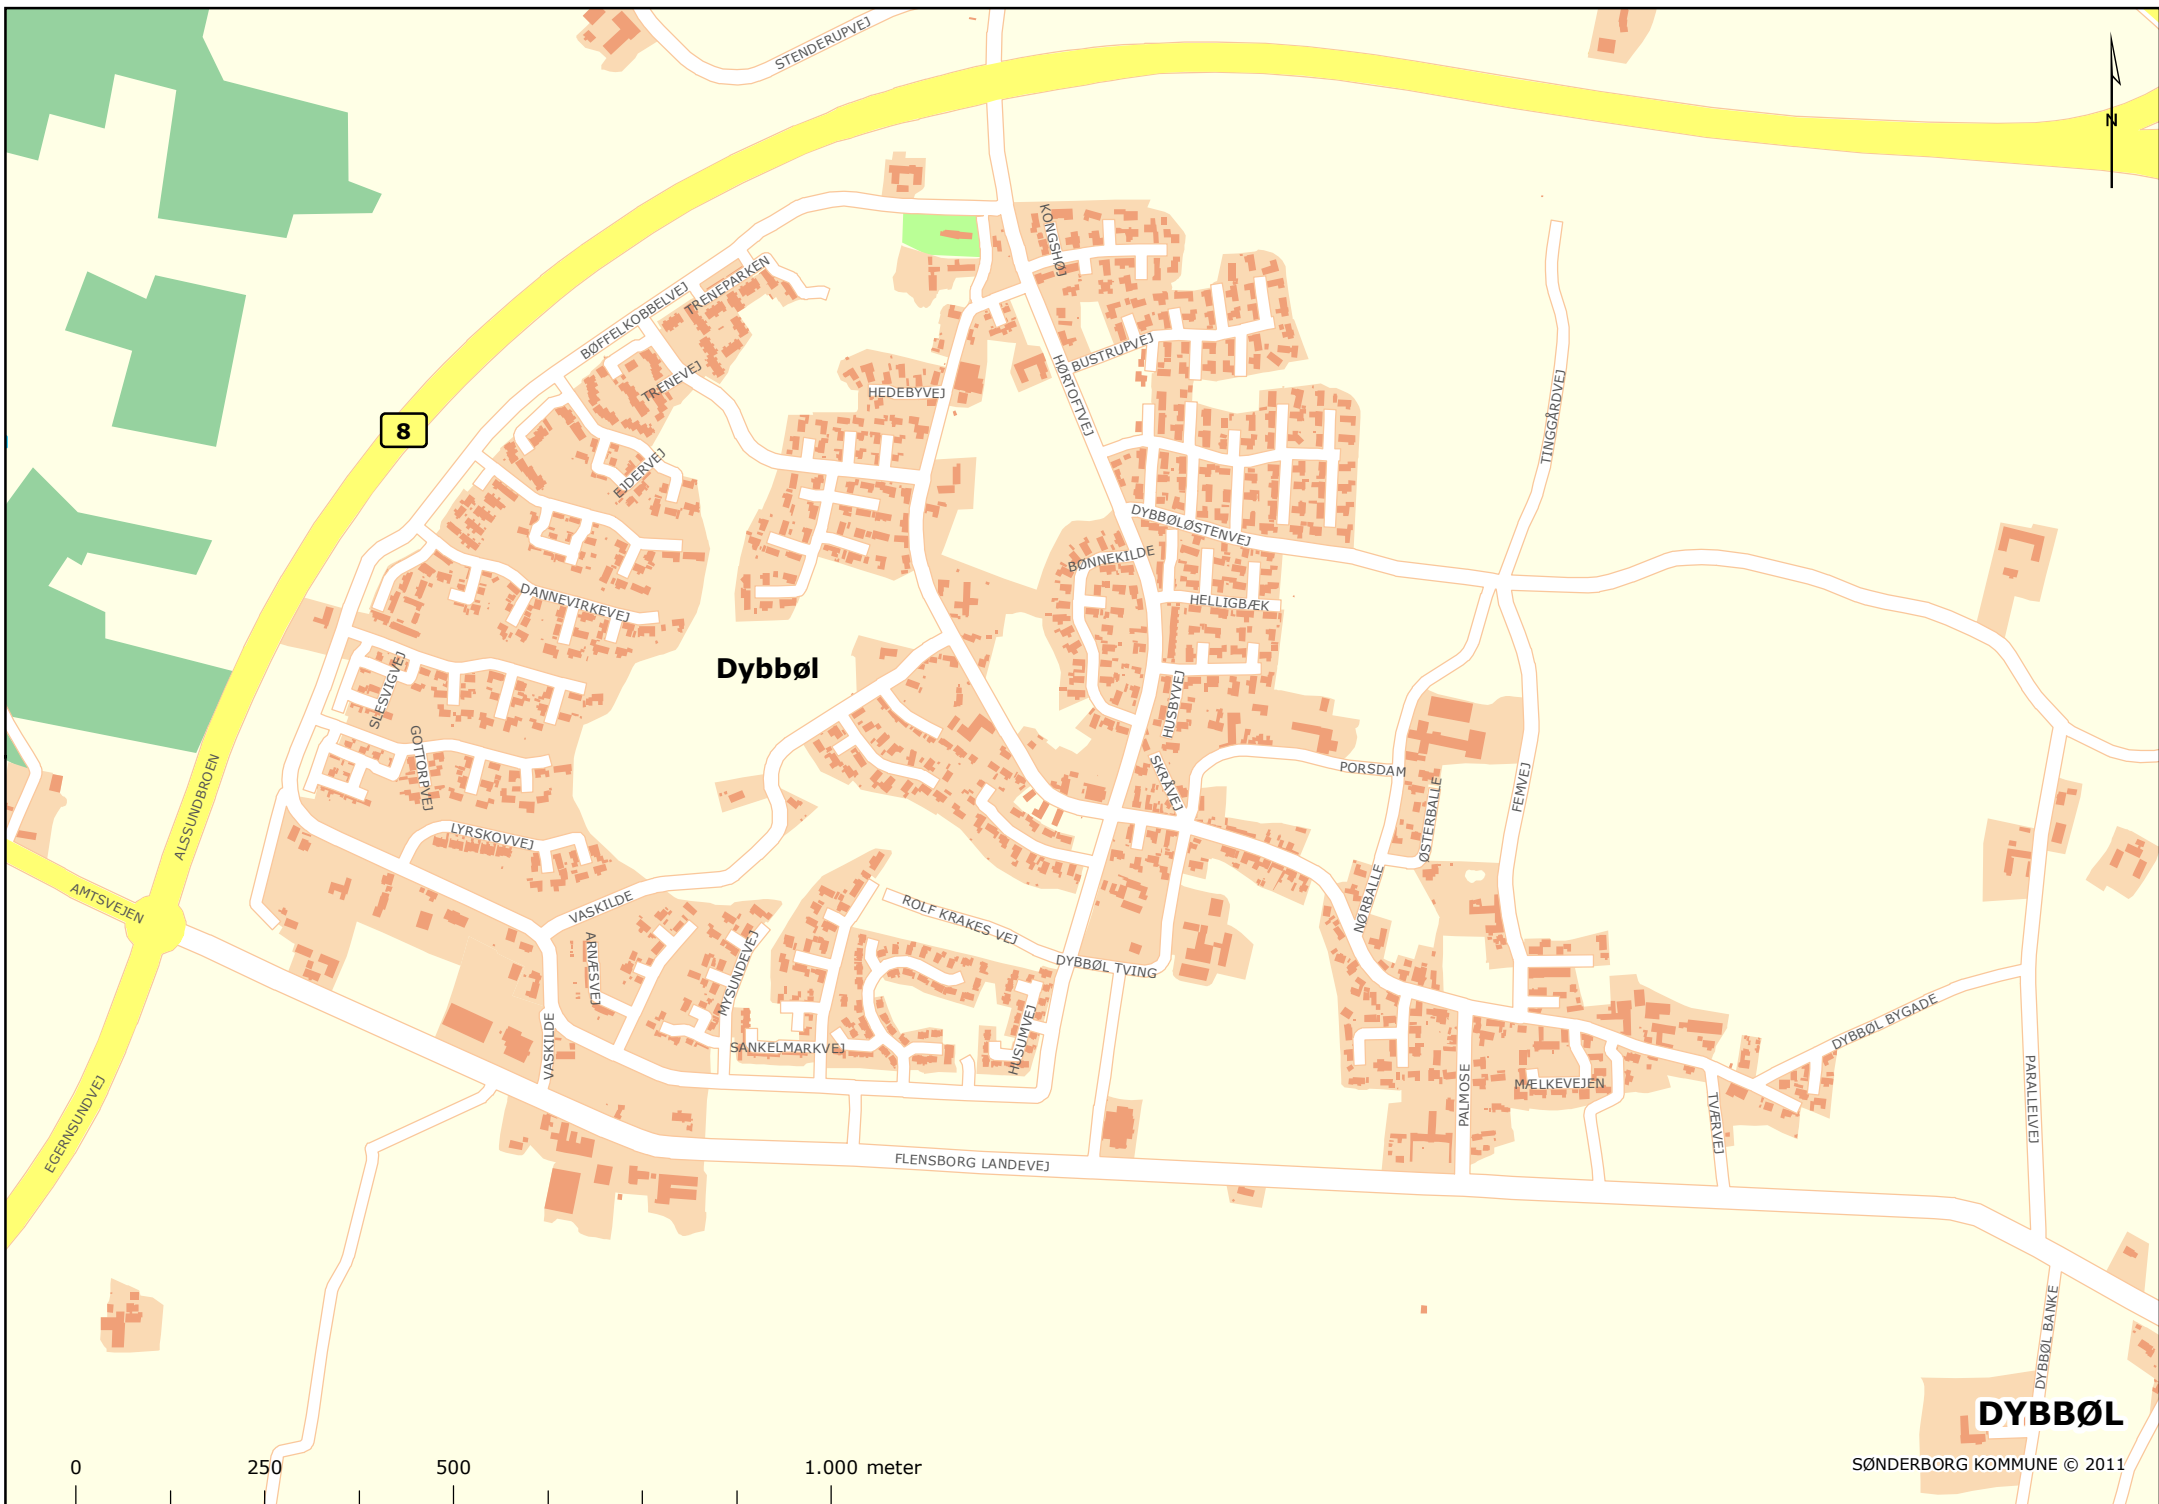 STENDERUPVEJ
N
KONGSHØJ
TRENEPARKEN
BØFFELKOBBELVEJ
BUSTRUPVEJ
HØRTOFTVEJ
TRENEVEJ
HEDEBYVEJ
TINGGÅRDVEJ
8
EJDERVEJ
DYBBØLØSTENVEJ
BØNNEKILDE
DANNEVIRKEVEJ
HELLIGBÆK
Dybbøl
SLESVIGVEJ
HUSBYVEJ
GOTTORPVEJ
SKRÅVEJ
PORSDAM
FEMVEJ
ØSTERBALLE
ALSSUNDBROEN
LYRSKOVVEJ
NØRBALLE
AMTSVEJEN
VASKILDE
ROLF KRAKES VEJ
ARNÆSVEJ
MYSUNDEVEJ
DYBBØL TVING
DYBBØL BYGADE
VASKILDE
SANKELMARKVEJ
HUSUMVEJ
MÆLKEVEJEN
PALMOSE
PARALLELVEJ
EGERNSUNDVEJ
TVÆRVEJ
FLENSBORG LANDEVEJ
DYBBØL BANKE
DYBBØL
SØNDERBORG KOMMUNE © 2011
0 250 500 1.000 meter